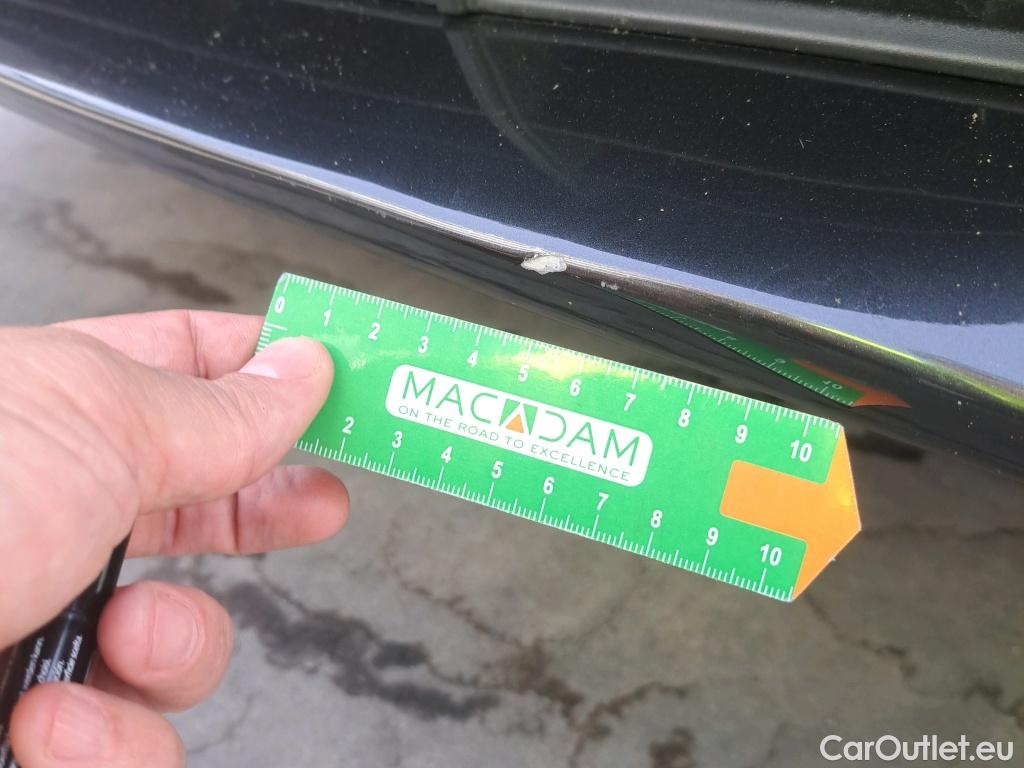 0 1 2 3 4 5 6 7 8 9 10
MACADAM
ON THE ROAD TO EXCELLENCE
2 3 4 5 6 7 8 9 10
CarOutlet.eu